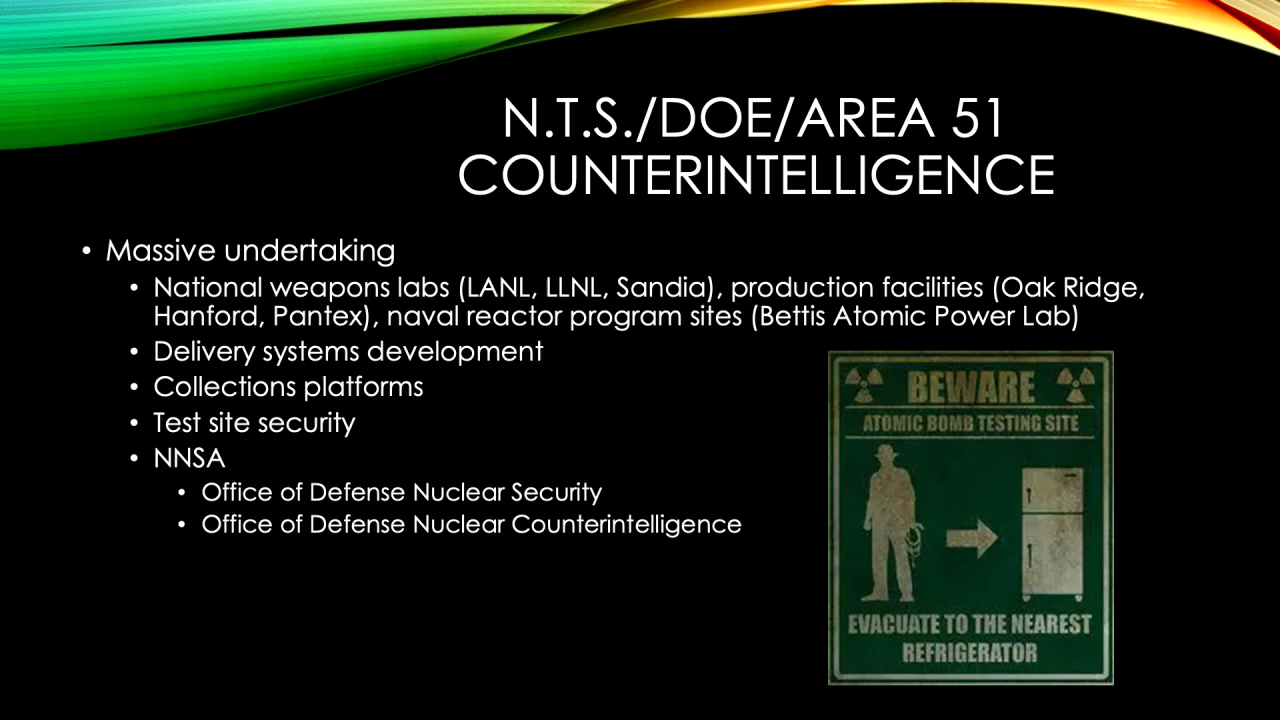 N.T.S./DOE/AREA 51
COUNTERINTELLIGENCE
• Massive undertaking
• National weapons labs (LANL, LLNL, Sandia), production facilities (Oak Ridge,
Hanford, Pantex), naval reactor program sites (Bettis Atomic Power Lab)
• Delivery systems development
• Collections platforms
• Test site security
• NNSA
• Office of Defense Nuclear Security
• Office of Defense Nuclear Counterintelligence
BEWARE
ATOMIC BOMB TESTING SITE
EVACUATE TO THE NEAREST
REFRIGERATOR